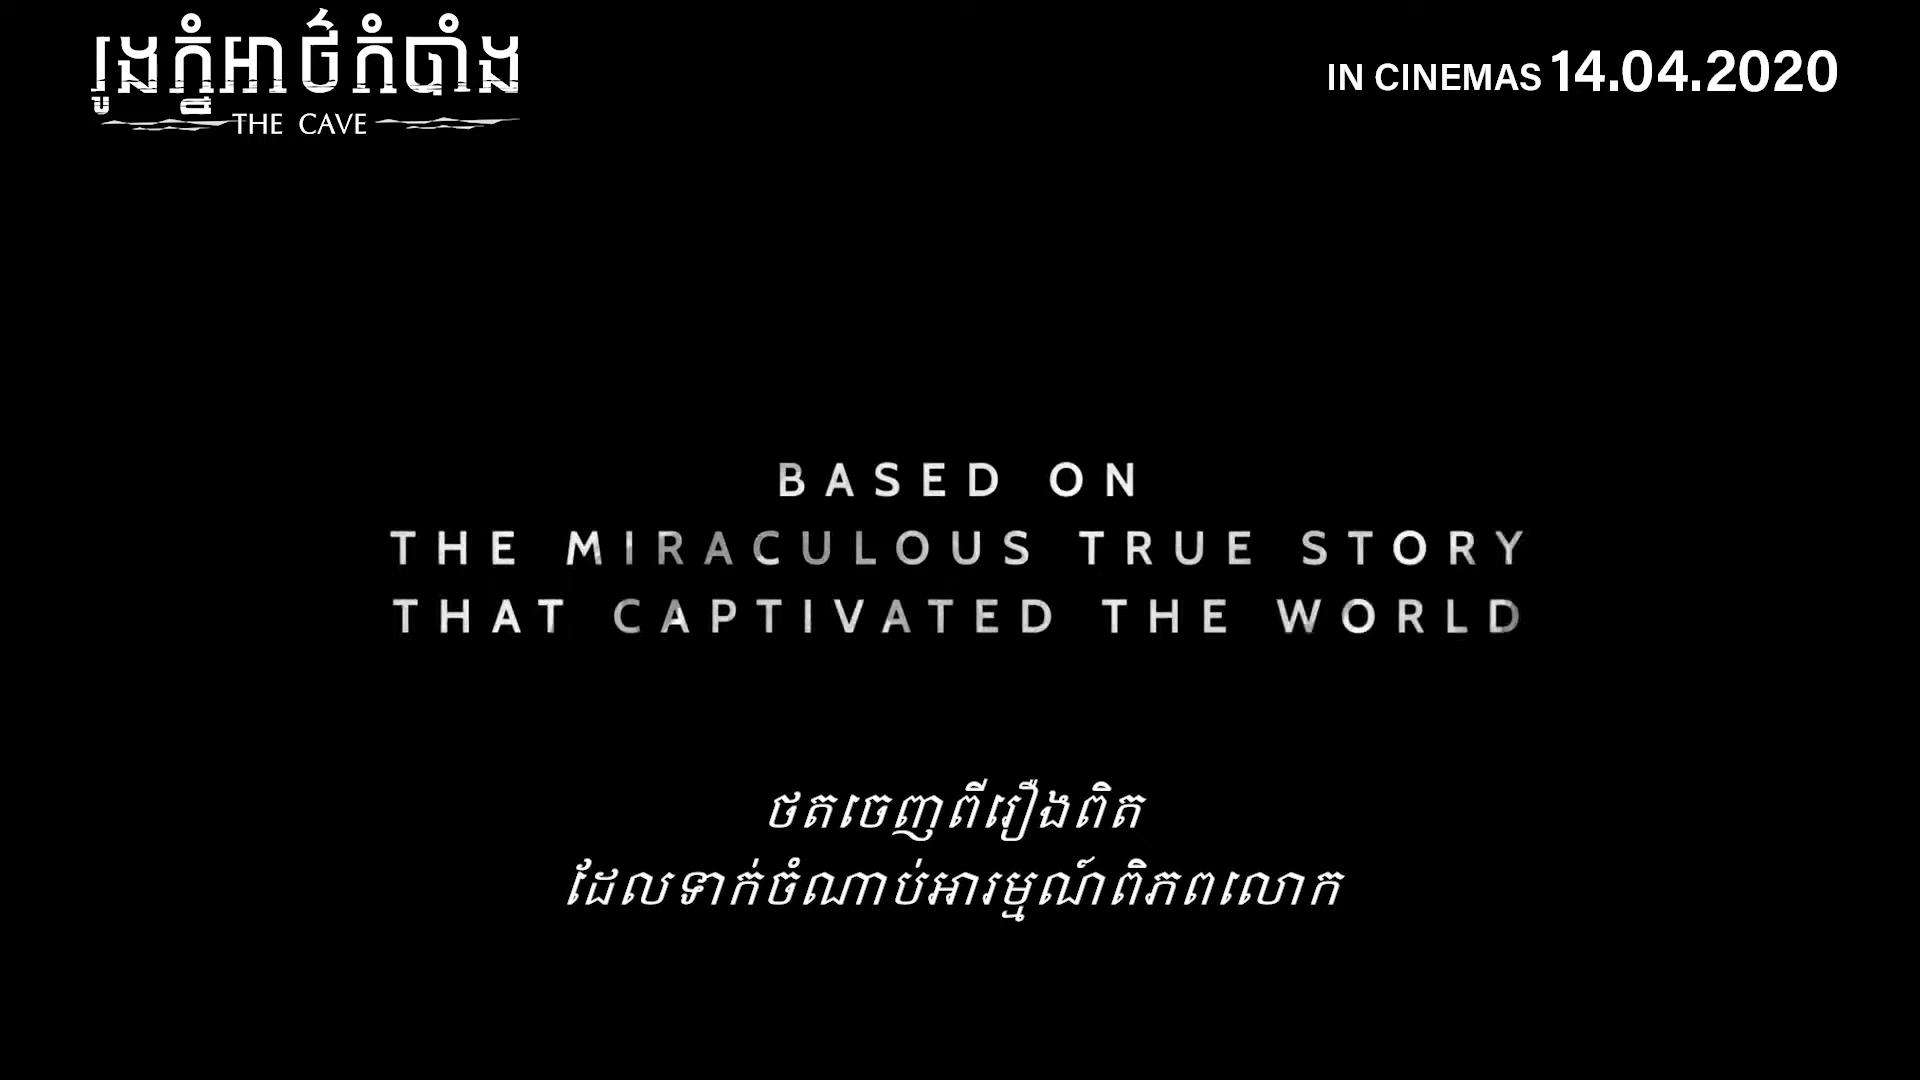 រូងភ្នំអាថ៌កំបាំង
THE CAVE
IN CINEMAS 14.04.2020
BASED ON
THE MIRACULOUS TRUE STORY
THAT CAPTIVATED THE WORLD
ថតចេញពីរឿងពិត
ដែលទាក់ចំណាប់អារម្មណ៍ពិភពលោក